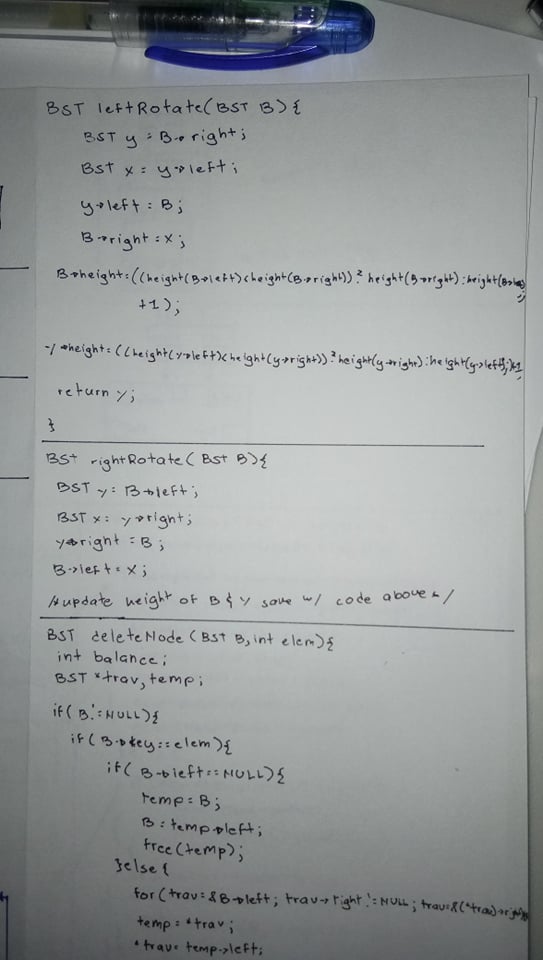 BST leftRotate(BST B){
BST y = B->right;
BST x = y->left;
y->left = B;
B->right = x;
B->height = ((height(B->left)<height(B->right))? height(B->right) : height(B->left)
+1);
y->height = ((height(y->left)<height(y->right))? height(y->right) : height(y->left))+1;
return y;
}
BST rightRotate(BST B){
BST y = B->left;
BST x = y->right;
y->right = B;
B->left = x;
/*update height of B & y same w/ code above */
BST deleteNode(BST B, int elem){
int balance;
BST *trav, temp;
if(B != NULL){
if(B->key == elem){
if(B->left == NULL){
temp = B;
B = temp->left;
free(temp);
}else{
for(trav = &B->left; trav->right != NULL; trav=&(*trav)->right)
temp = *trav;
*trav = temp->left;